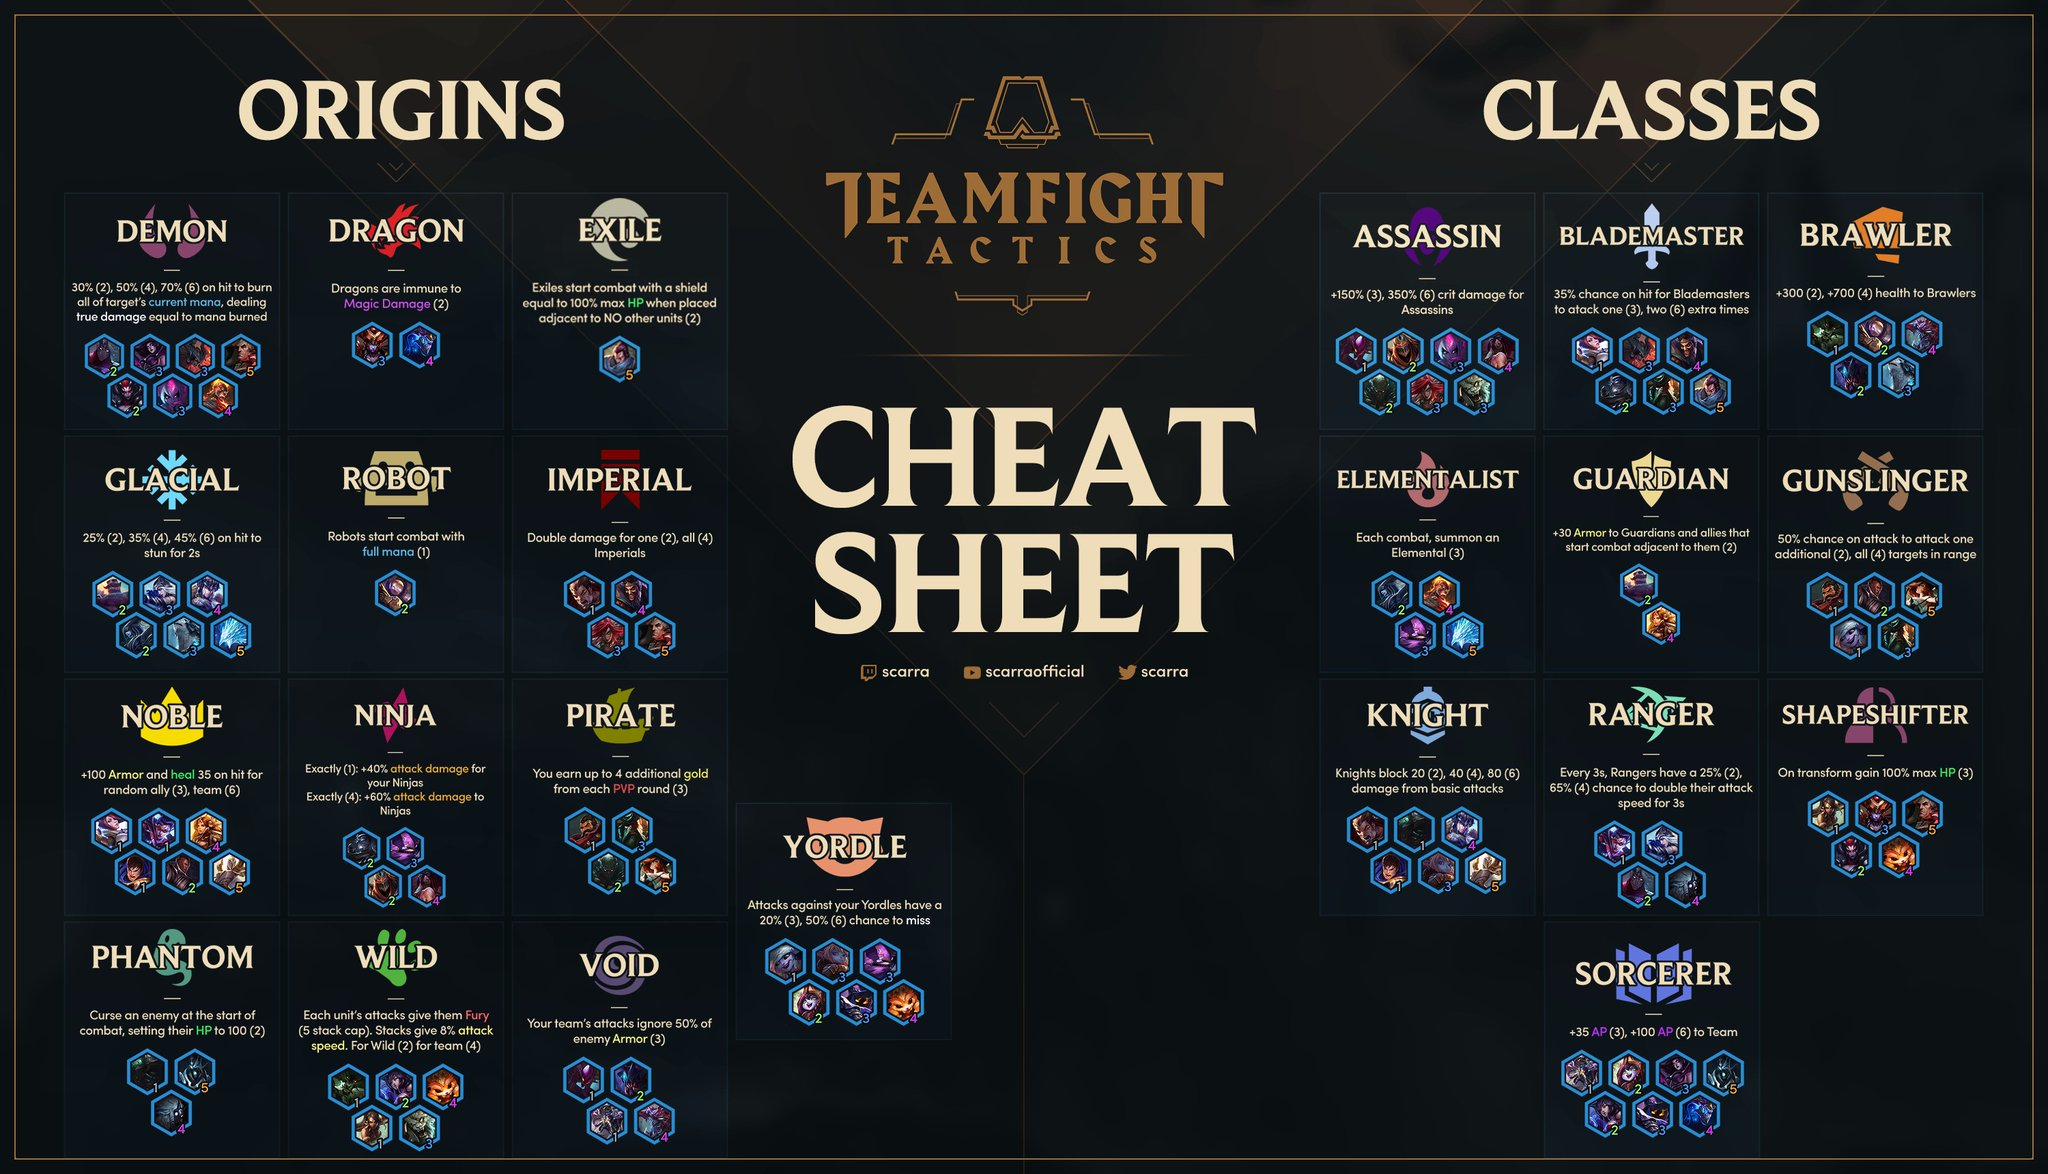 ORIGINS
DEMON
30% (2), 50% (4), 70% (6) on hit to burn
all of target's current mana, dealing
true damage equal to mana burned
2
3
3
5
2
3
4
DRAGON
Dragons are immune to
Magic Damage (2)
3
4
EXILE
Exiles start combat with a shield
equal to 100% max HP when placed
adjacent to NO other units (2)
5
GLACIAL
25% (2), 35% (4), 45% (6) on hit to
stun for 2s
2
3
4
2
3
5
ROBOT
Robots start combat with
full mana (1)
2
IMPERIAL
Double damage for one (2), all (4)
Imperials
1
4
3
5
NOBLE
+100 Armor and heal 35 on hit for
random ally (3), team (6)
1
1
4
1
2
5
NINJA
Exactly (1): +40% attack damage for
your Ninjas
Exactly (4): +60% attack damage to
Ninjas
2
3
2
4
PIRATE
You earn up to 4 additional gold
from each PVP round (3)
1
3
2
5
PHANTOM
Curse an enemy at the start of
combat, setting their HP to 100 (2)
1
5
4
WILD
Each unit's attacks give them Fury
(5 stack cap). Stacks give 8% attack
speed. For Wild (2) for team (4)
1
2
4
1
3
VOID
Your team's attacks ignore 50% of
enemy Armor (3)
1
2
1
4
YORDLE
Attacks against your Yordles have a
20% (3), 50% (6) chance to miss
1
3
3
2
3
4
TEAMFIGHT
TACTICS
CHEAT
SHEET
scarra
scarraofficial
scarra
CLASSES
ASSASSIN
+150% (3), 350% (6) crit damage for
Assassins
1
2
3
4
2
3
3
BLADEMASTER
35% chance on hit for Blademasters
to atack one (3), two (6) extra times
1
3
4
2
3
5
BRAWLER
+300 (2), +700 (4) health to Brawlers
1
2
4
2
3
ELEMENTALIST
Each combat, summon an
Elemental (3)
2
4
3
5
GUARDIAN
+30 Armor to Guardians and allies that
start combat adjacent to them (2)
2
4
GUNSLINGER
50% chance on attack to attack one
additional (2), all (4) targets in range
1
2
5
1
3
KNIGHT
Knights block 20 (2), 40 (4), 80 (6)
damage from basic attacks
1
1
4
1
3
5
RANGER
Every 3s, Rangers have a 25% (2),
65% (4) chance to double their attack
speed for 3s
1
3
2
4
SHAPESHIFTER
On transform gain 100% max HP (3)
1
3
5
2
4
SORCERER
+35 AP (3), +100 AP (6) to Team
1
2
3
5
2
3
4